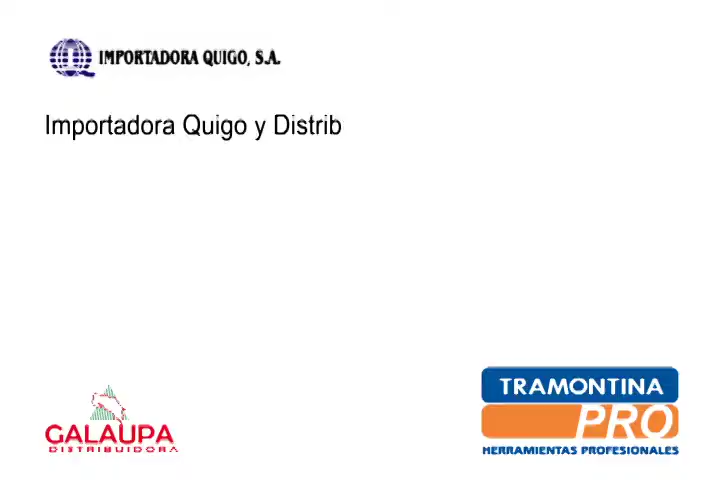 IMPORTADORA QUIGO, S.A.
Importadora Quigo y Distrib
GALAUPA
DISTRIBUIDORA
TRAMONTINA
PRO
HERRAMIENTAS PROFESIONALES